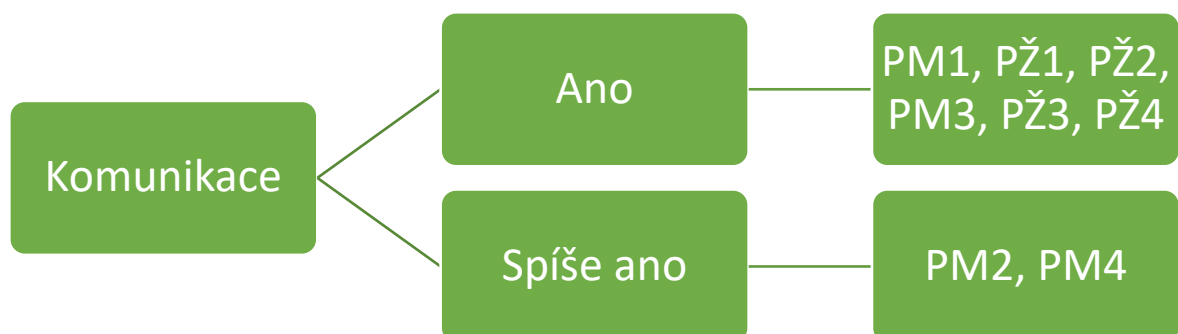 Komunikace
Ano
PM1, PŽ1, PŽ2,
PM3, PŽ3, PŽ4
Spíše ano
PM2, PM4